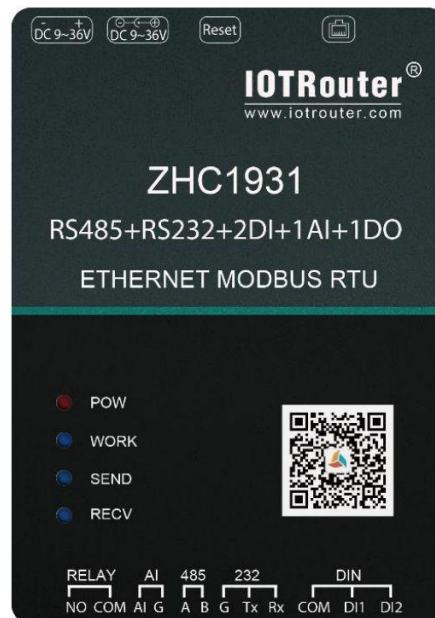 - +
DC 9~36V
DC 9~36V
Reset
IOTRouter®
www.iotrouter.com
ZHC1931
RS485+RS232+2DI+1AI+1DO
ETHERNET MODBUS RTU
POW
WORK
SEND
RECV
RELAY AI 485 232 DIN
NO COM AI G A B G Tx Rx COM DI1 DI2